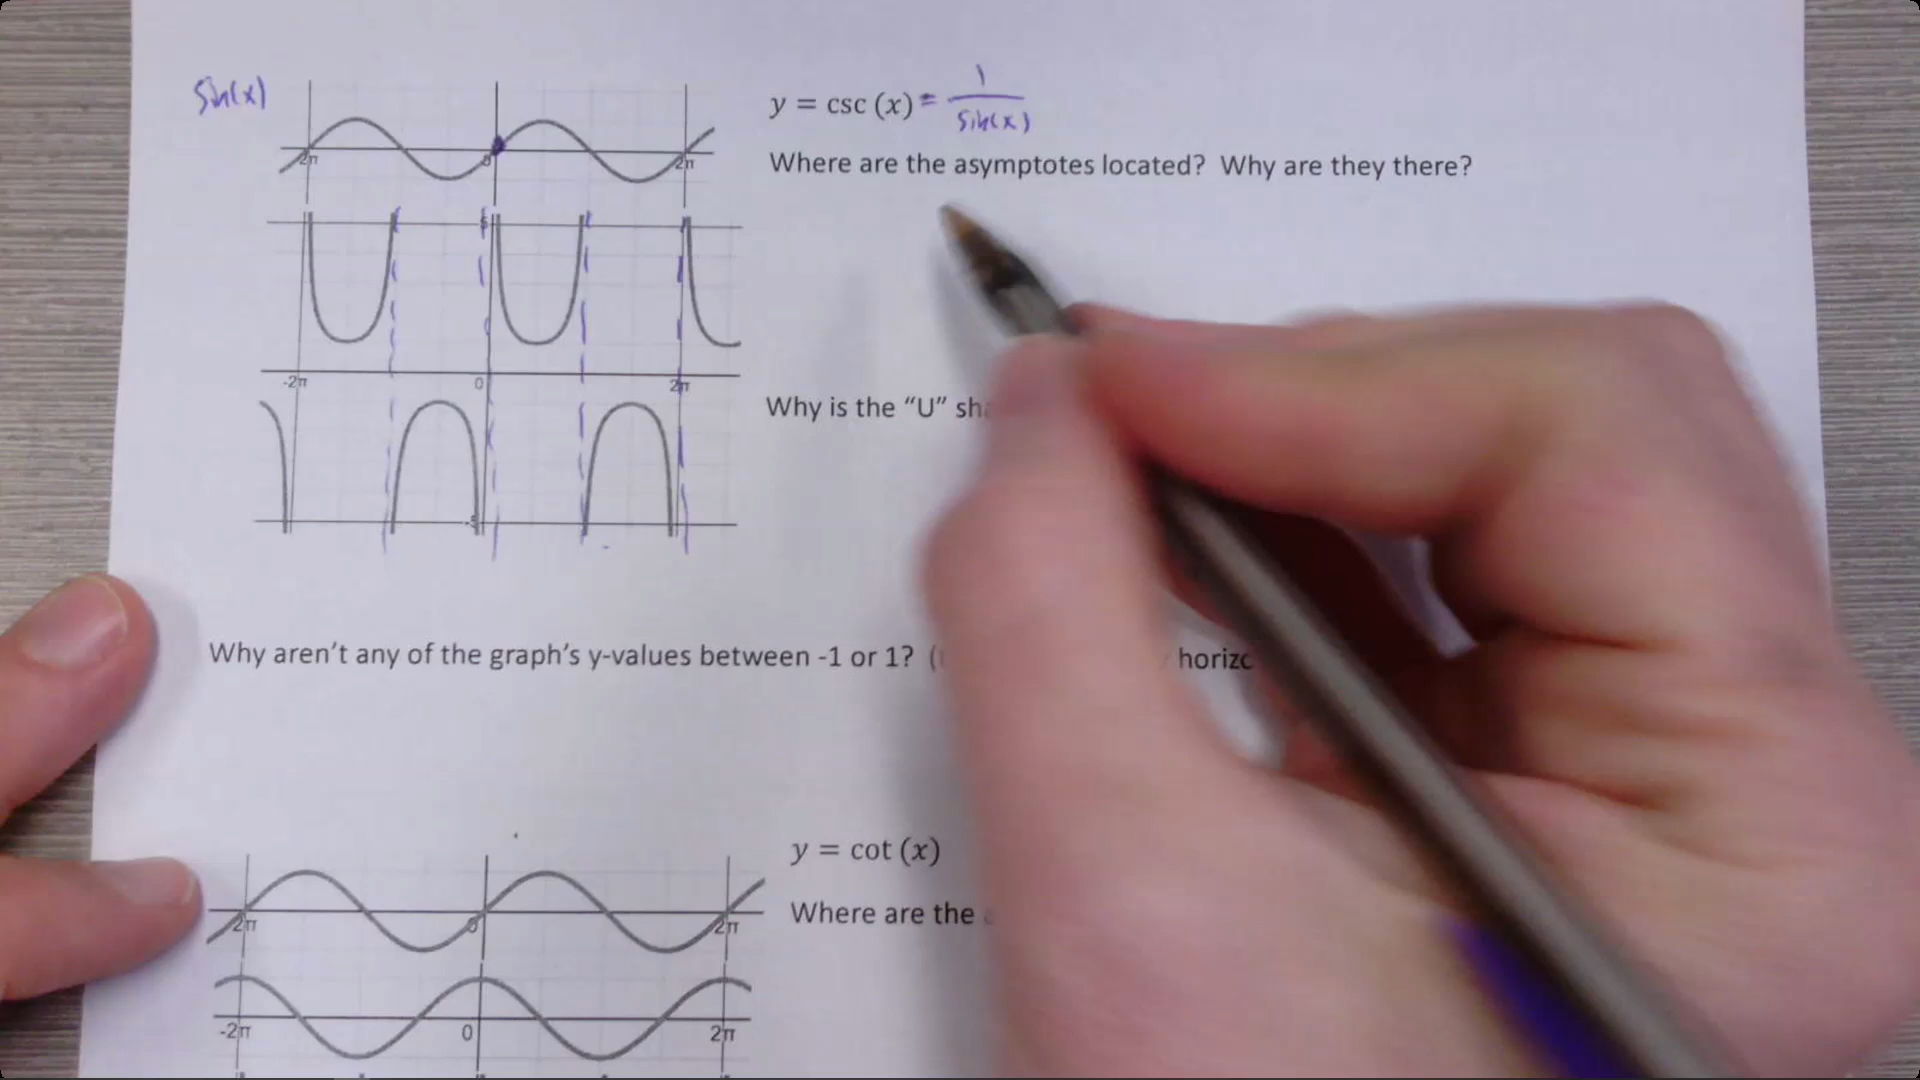 sin(x)
y = csc (x) = 1
sin(x)
Where are the asymptotes located? Why are they there?
2π
0
2π
5
-2π
0
2π
Why is the “U”
-5
Why aren’t any of the graph’s y-values between -1 or 1? (
y = cot (x)
2π
0
2π
Where are the
-2π
0
2π